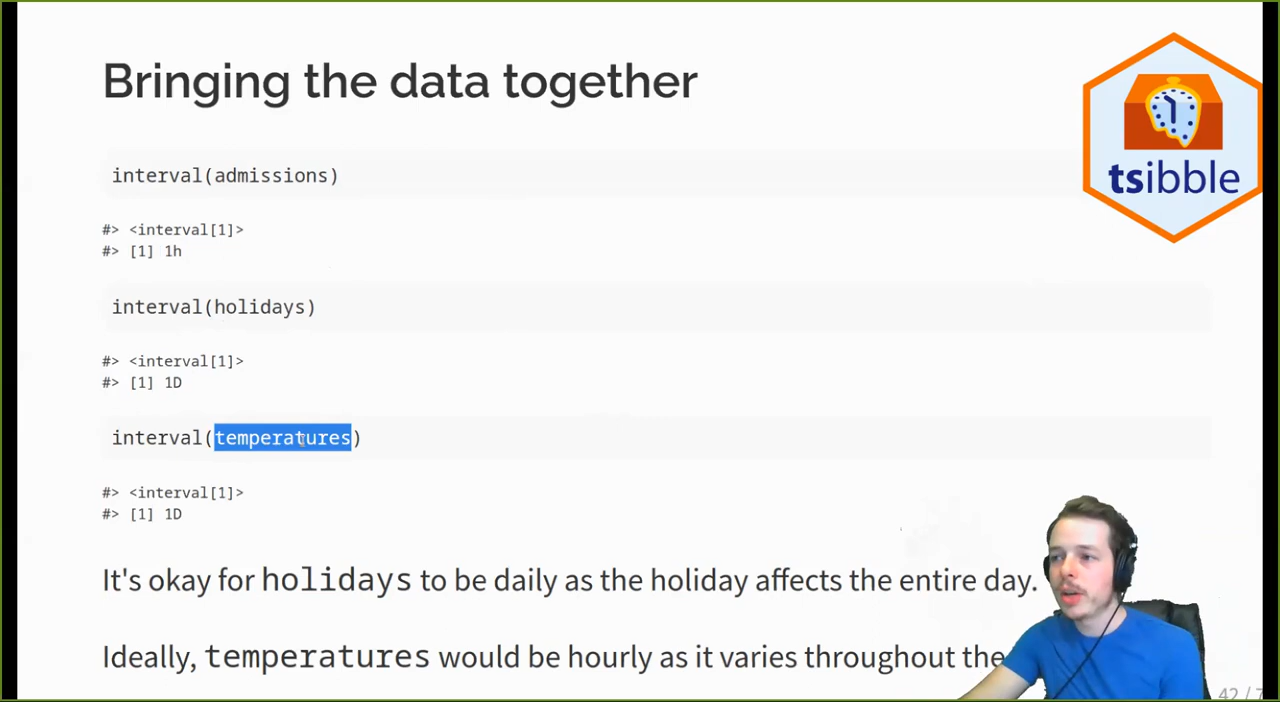 Bringing the data together
tsibble
interval(admissions)
#> <interval[1]>
#> [1] 1h
interval(holidays)
#> <interval[1]>
#> [1] 1D
interval(temperatures)
#> <interval[1]>
#> [1] 1D
It's okay for holidays to be daily as the holiday affects the entire day.
Ideally, temperatures would be hourly as it varies throughout the
42 / 7